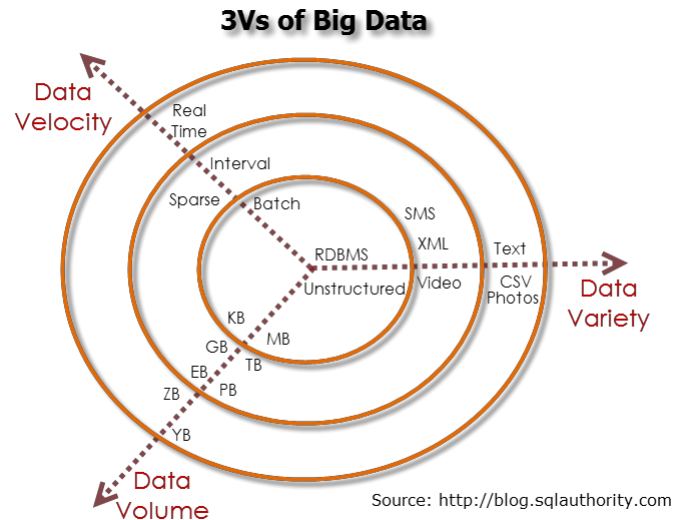 3Vs of Big Data
Data
Velocity
Real
Time
Interval
Sparse
Batch
SMS
XML
Text
RDBMS
Unstructured
Video
CSV
Photos
Data
Variety
KB
MB
GB
TB
EB
PB
ZB
YB
Data
Volume
Source: http://blog.sqlauthority.com